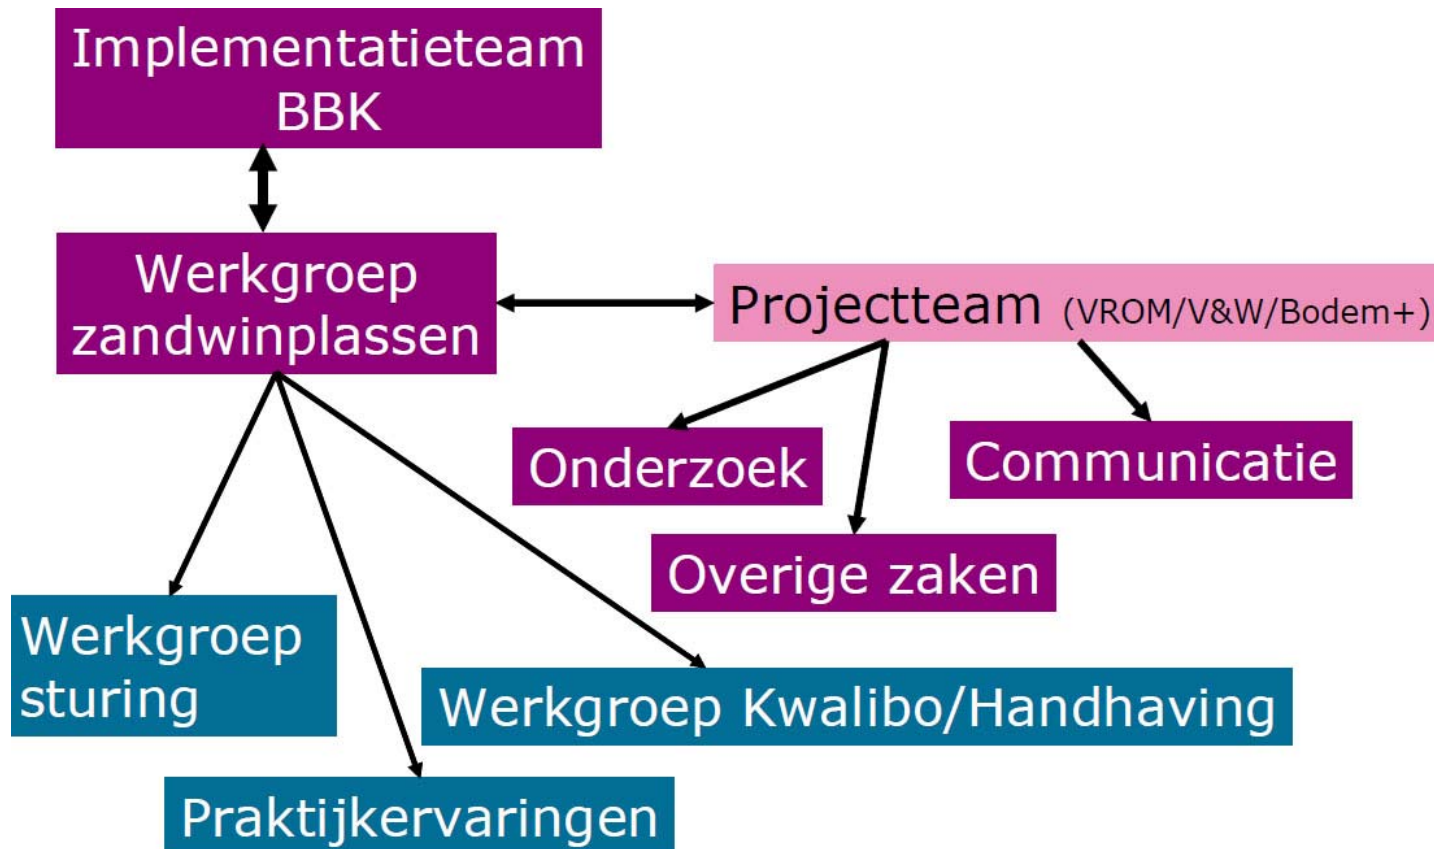 Implementatieteam
BBK
Werkgroep
zandwinplassen
Projectteam (VROM/V&W/Bodem+)
Onderzoek
Communicatie
Overige zaken
Werkgroep
sturing
Werkgroep Kwalibo/Handhaving
Praktijkervaringen